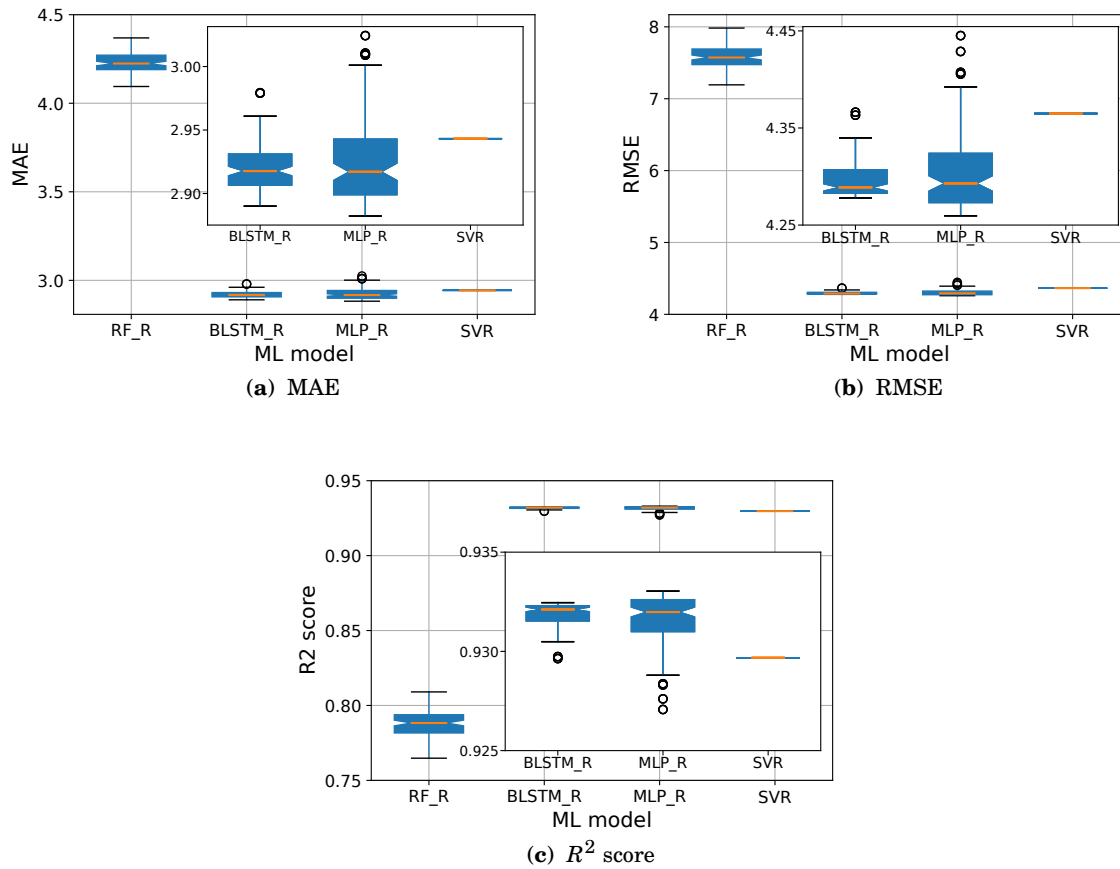 4.5
4.0
3.5
3.0
MAE
3.00
2.95
2.90
BLSTM_R MLP_R SVR
RF_R BLSTM_R MLP_R SVR
ML model
(a) MAE
8
7
6
5
4
RMSE
4.45
4.35
4.25
BLSTM_R MLP_R SVR
RF_R BLSTM_R MLP_R SVR
ML model
(b) RMSE
0.95
0.90
0.85
0.80
0.75
R2 score
0.935
0.930
0.925
BLSTM_R MLP_R SVR
RF_R BLSTM_R MLP_R SVR
ML model
(c) R² score